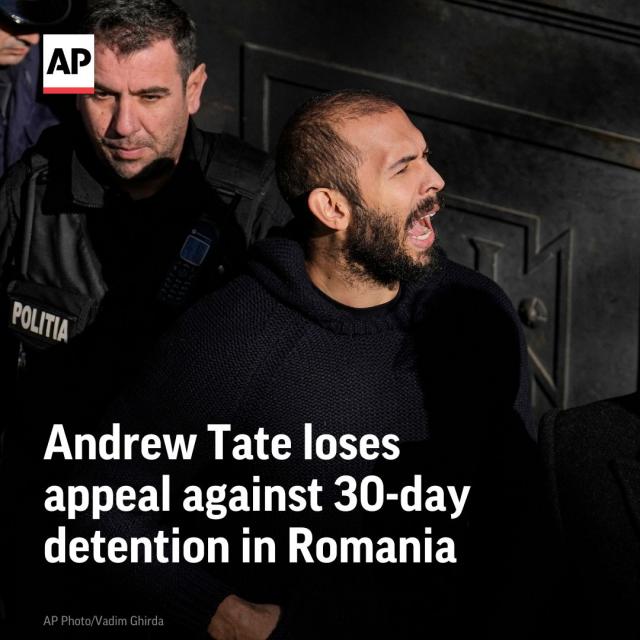 AP
POLITIA
Andrew Tate loses
appeal against 30-day
detention in Romania
AP Photo/Vadim Ghirda